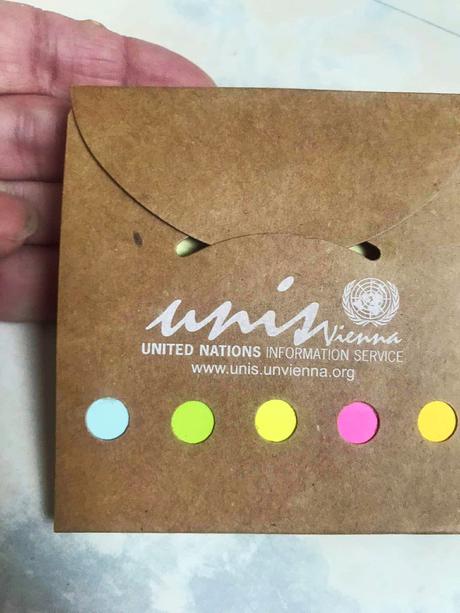 unis
Vienna
UNITED NATIONS INFORMATION SERVICE
www.unis.unvienna.org